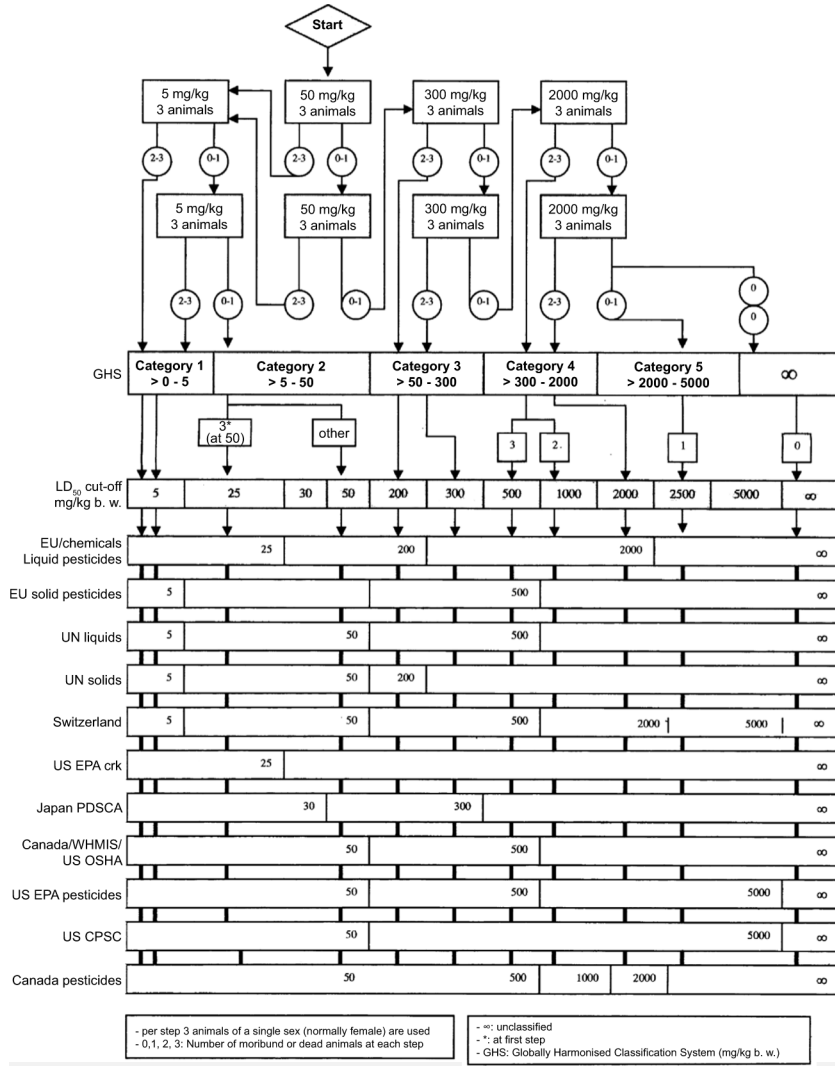 Start
5 mg/kg
3 animals
50 mg/kg
3 animals
300 mg/kg
3 animals
2000 mg/kg
3 animals
2-3
0-1
2-3
0-1
2-3
0-1
2-3
0-1
5 mg/kg
3 animals
50 mg/kg
3 animals
300 mg/kg
3 animals
2000 mg/kg
3 animals
2-3
0-1
2-3
0-1
2-3
0-1
2-3
0-1
0
0
GHS
Category 1
> 0 - 5
Category 2
> 5 - 50
Category 3
> 50 - 300
Category 4
> 300 - 2000
Category 5
> 2000 - 5000
∞
3*
(at 50)
other
3
2.
1
0
LD50 cut-off
mg/kg b. w.
5 25 30 50 200 300 500 1000 2000 2500 5000 ∞
EU/chemicals
Liquid pesticides
25 200 2000 ∞
EU solid pesticides 5 500 ∞
UN liquids 5 50 500 ∞
UN solids 5 50 200 ∞
Switzerland 5 50 500 2000 5000 ∞
US EPA crk 25 ∞
Japan PDSCA 30 300 ∞
Canada/WHMIS/
US OSHA
50 500 ∞
US EPA pesticides 50 500 5000 ∞
US CPSC 50 5000 ∞
Canada pesticides 50 500 1000 2000 ∞
- per step 3 animals of a single sex (normally female) are used
- 0,1, 2, 3: Number of moribund or dead animals at each step
- ∞: unclassified
- *: at first step
- GHS: Globally Harmonised Classification System (mg/kg b. w.)